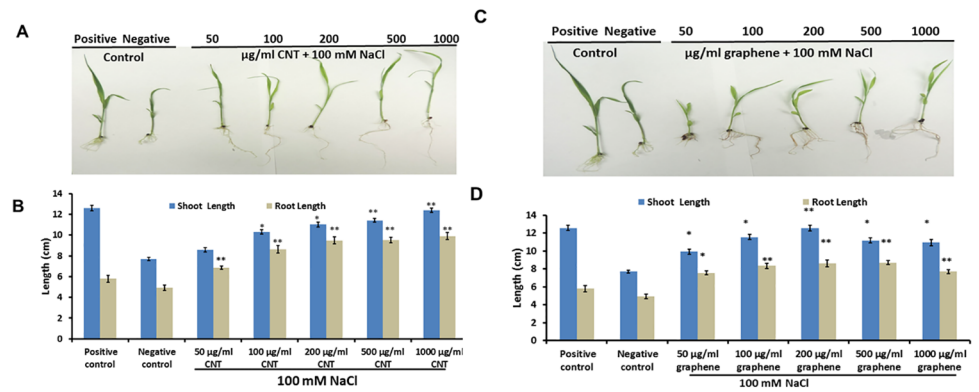 A
Positive Negative
Control
50 100 200 500 1000
µg/ml CNT + 100 mM NaCl
B
Length (cm)
14
12
10
8
6
4
2
0
Shoot Length Root Length
** * ** * ** ** ** ** **
Positive control
Negative control
50 µg/ml CNT
100 µg/ml CNT
200 µg/ml CNT
500 µg/ml CNT
1000 µg/ml CNT
100 mM NaCl
C
Positive Negative
Control
50 100 200 500 1000
µg/ml graphene + 100 mM NaCl
D
Length (cm)
14
12
10
8
6
4
2
0
Shoot Length Root Length
* * * ** ** ** * ** * **
Positive control
Negative control
50 µg/ml graphene
100 µg/ml graphene
200 µg/ml graphene
500 µg/ml graphene
1000 µg/ml graphene
100 mM NaCl